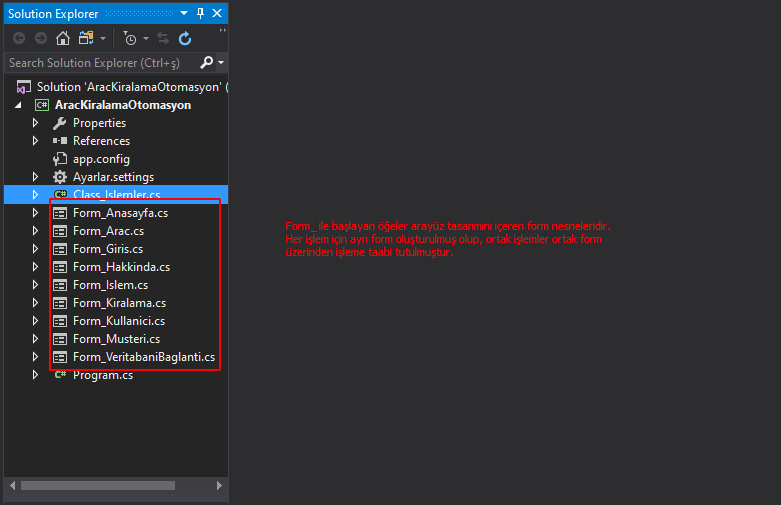 Solution Explorer
Search Solution Explorer (Ctrl+ş)
Solution 'AracKiralamaOtomasyon' (
C# AracKiralamaOtomasyon
Properties
References
app.config
Ayarlar.settings
C# Class_Islemler.cs
Form_Anasayfa.cs
Form_Arac.cs
Form_Giris.cs
Form_Hakkinda.cs
Form_Islem.cs
Form_Kiralama.cs
Form_Kullanici.cs
Form_Musteri.cs
Form_VeritabaniBaglanti.cs
C# Program.cs
Form_ ile başlayan öğeler arayüz tasarımını içeren form nesneleridir.
Her işlem için ayrı form oluşturulmuş olup, ortak işlemler ortak form
üzerinden işleme taabi tutulmuştur.